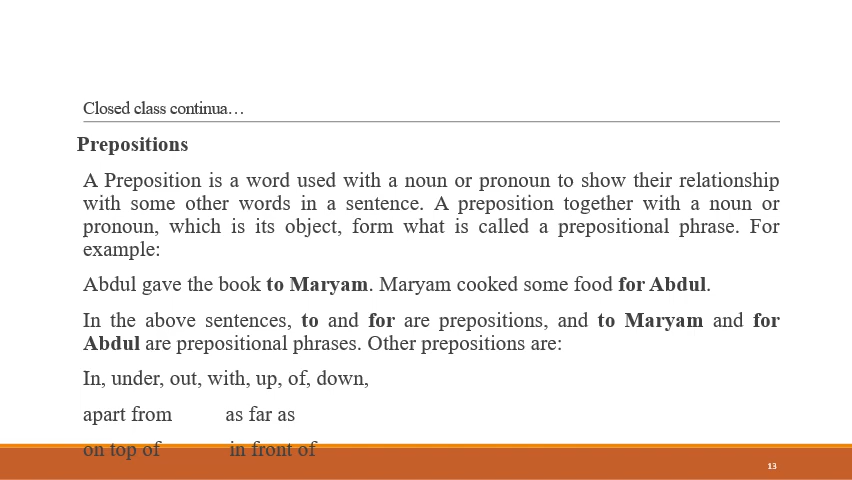 Closed class continua…
Prepositions
A Preposition is a word used with a noun or pronoun to show their relationship
with some other words in a sentence. A preposition together with a noun or
pronoun, which is its object, form what is called a prepositional phrase. For
example:
Abdul gave the book to Maryam. Maryam cooked some food for Abdul.
In the above sentences, to and for are prepositions, and to Maryam and for
Abdul are prepositional phrases. Other prepositions are:
In, under, out, with, up, of, down,
apart from as far as
on top of in front of
13